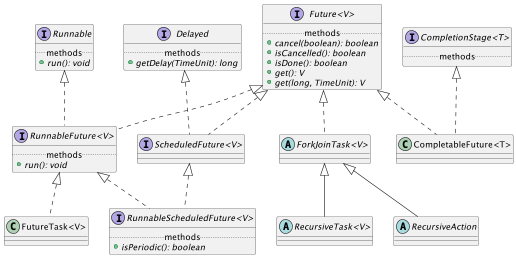 I Future<V>
methods
cancel(boolean): boolean
isCancelled(): boolean
isDone(): boolean
get(): V
get(long, TimeUnit): V
I Runnable
methods
run(): void
I Delayed
methods
getDelay(TimeUnit): long
I CompletionStage<T>
methods
I RunnableFuture<V>
methods
run(): void
I ScheduledFuture<V>
A ForkJoinTask<V>
C CompletableFuture<T>
C FutureTask<V>
I RunnableScheduledFuture<V>
methods
isPeriodic(): boolean
A RecursiveTask<V>
A RecursiveAction